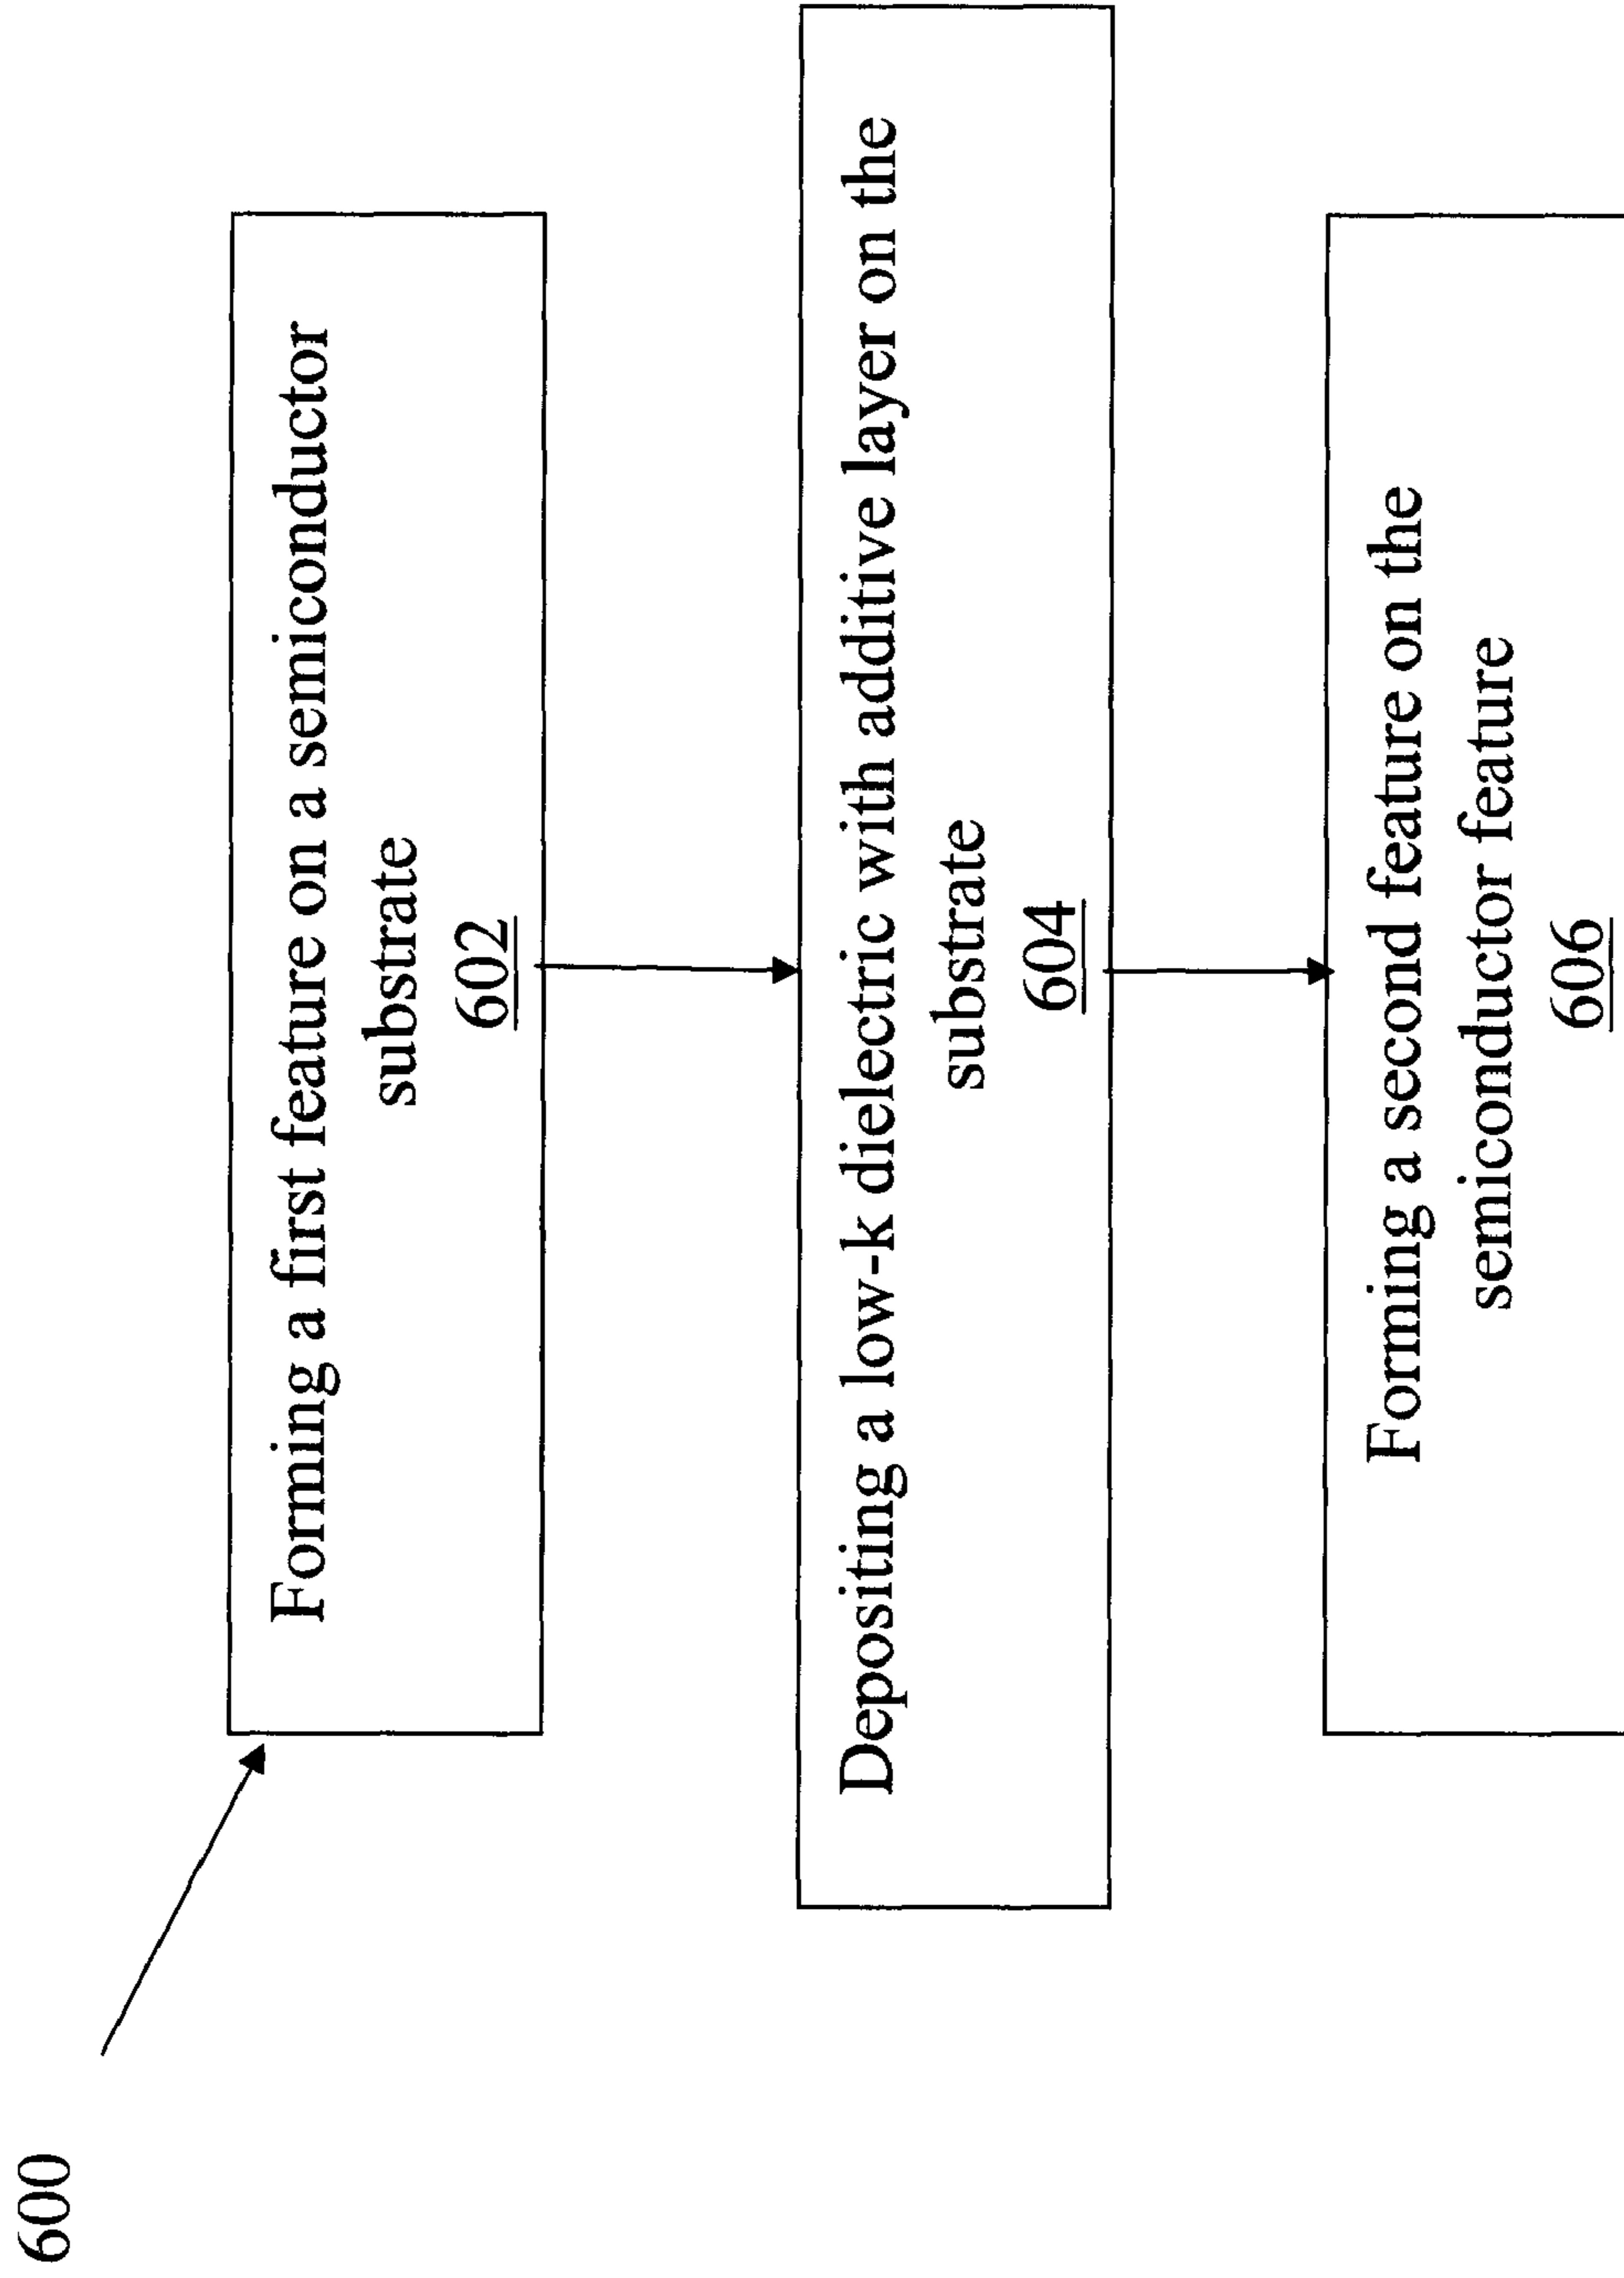 600
Forming a first feature on a semiconductor
substrate
602
Depositing a low-k dielectric with additive layer on the
substrate
604
Forming a second feature on the
semiconductor feature
606